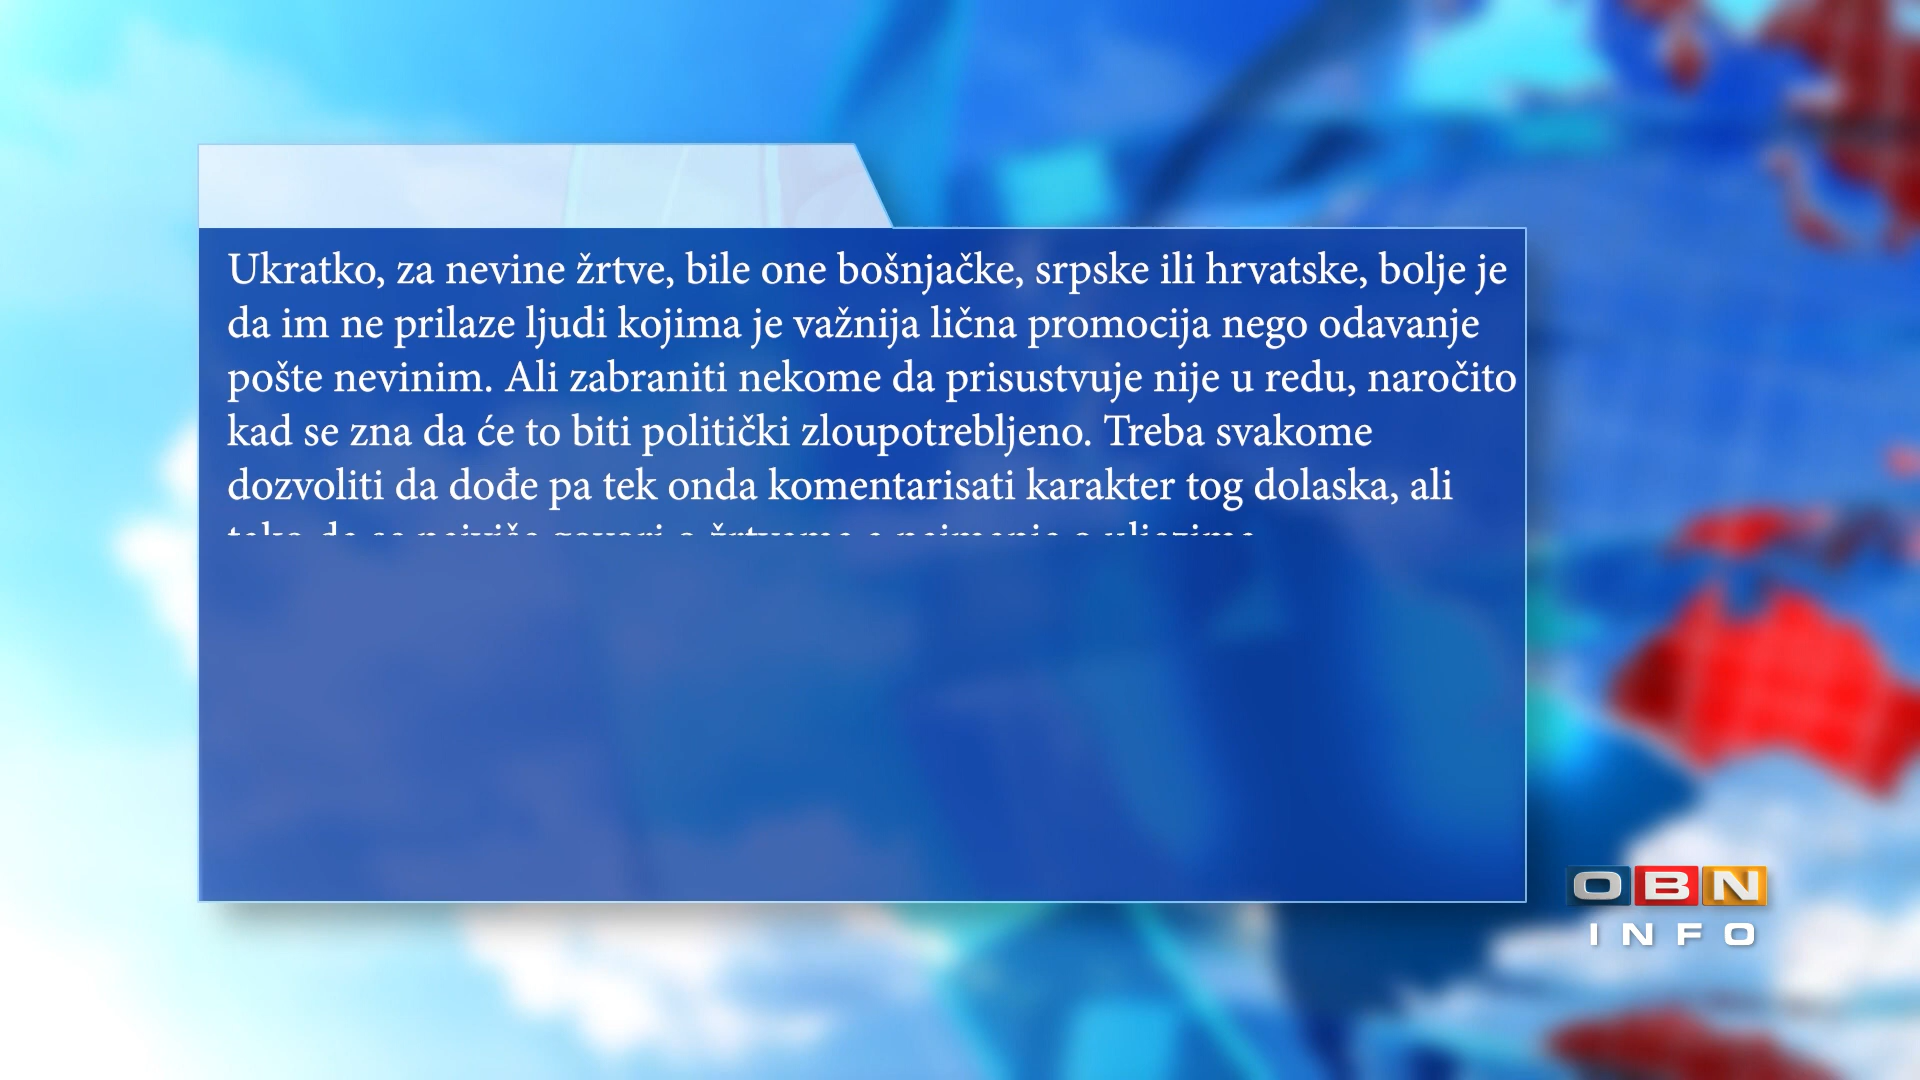 Ukratko, za nevine žrtve, bile one bošnjačke, srpske ili hrvatske, bolje je
da im ne prilaze ljudi kojima je važnija lična promocija nego odavanje
pošte nevinim. Ali zabraniti nekome da prisustvuje nije u redu, naročito
kad se zna da će to biti politički zloupotrebljeno. Treba svakome
dozvoliti da dođe pa tek onda komentarisati karakter tog dolaska, ali
OBN
INFO